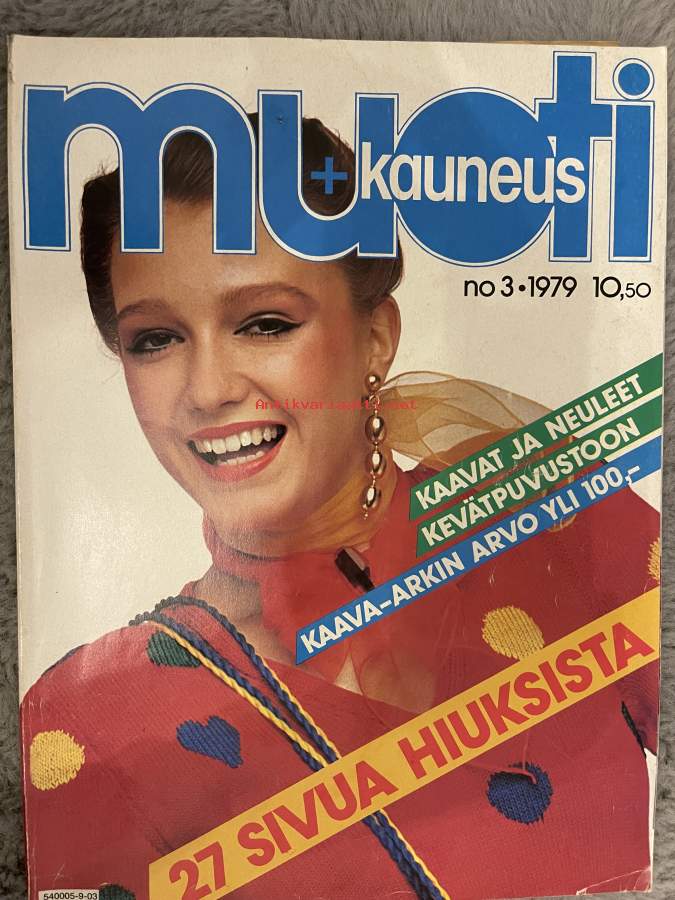 muoti
+kauneus
no 3 • 1979 10,50
Antikvariaatti.net
KAAVAT JA NEULEET
KEVÄTPUVUSTOON
KAAVA-ARKIN ARVO YLI 100,-
27 SIVUA HIUKSISTA
540005-9-03